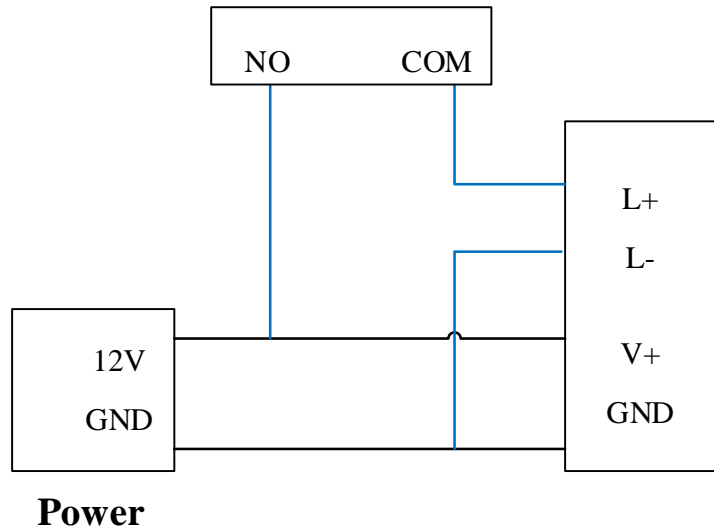 NO COM
L+
L-
12V
V+
GND
GND
Power